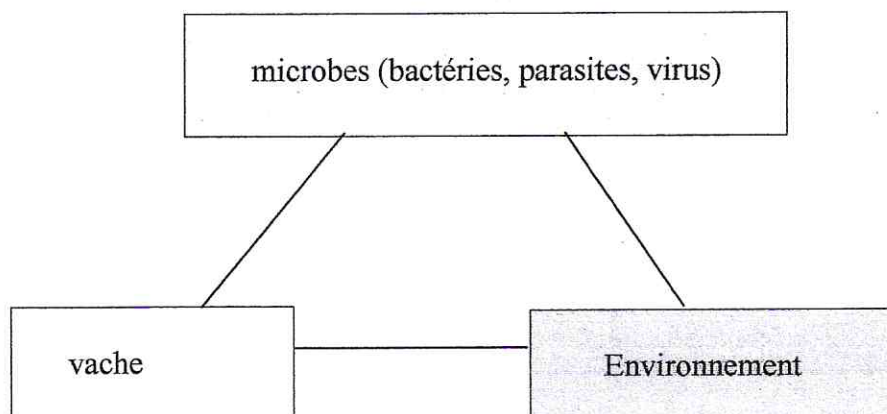 microbes (bactéries, parasites, virus)
vache
Environnement